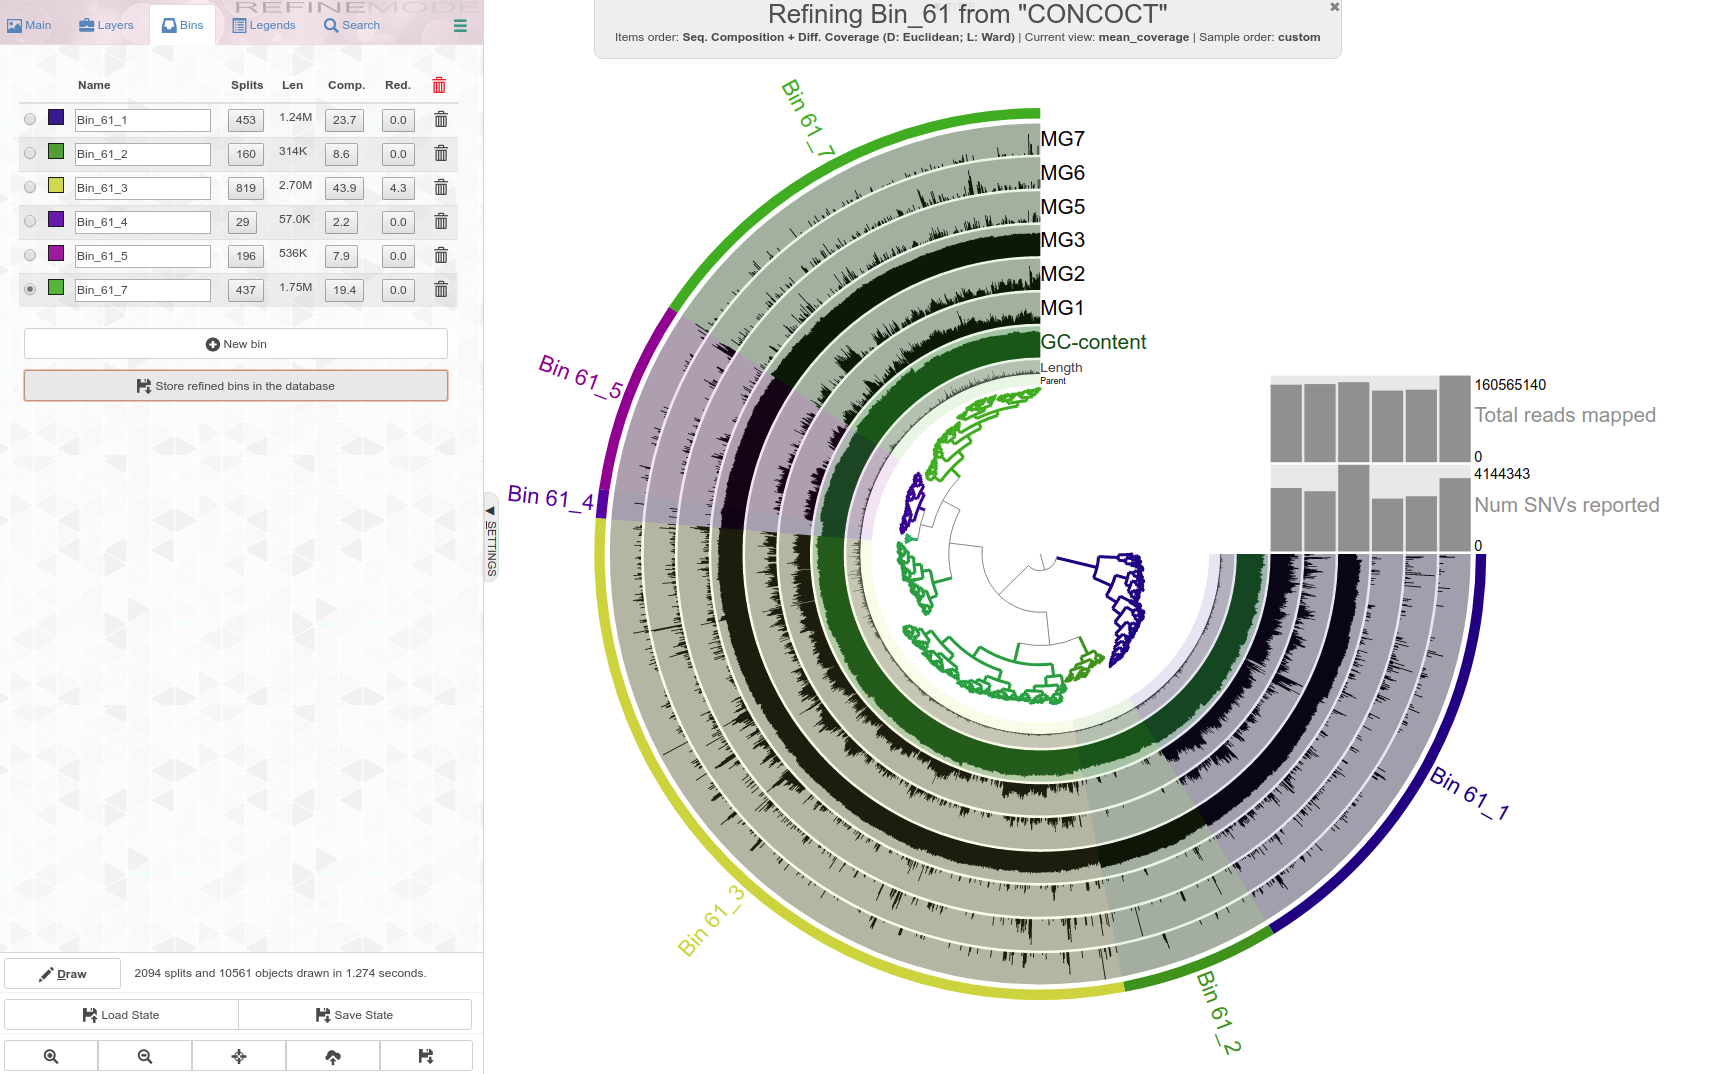 REFINEMODE
Main
Layers
Bins
Legends
Search
Name Splits Len Comp. Red.
Bin_61_1 453 1.24M 23.7 0.0
Bin_61_2 160 314K 8.6 0.0
Bin_61_3 819 2.70M 43.9 4.3
Bin_61_4 29 57.0K 2.2 0.0
Bin_61_5 196 536K 7.9 0.0
Bin_61_7 437 1.75M 19.4 0.0
New bin
Store refined bins in the database
Draw
2094 splits and 10561 objects drawn in 1.274 seconds.
Load State
Save State
◀ SETTINGS
Refining Bin_61 from "CONCOCT"
Items order: Seq. Composition + Diff. Coverage (D: Euclidean; L: Ward) | Current view: mean_coverage | Sample order: custom
Bin 61_7
MG7
MG6
MG5
MG3
MG2
MG1
GC-content
Length
Parent
Bin 61_5
Bin 61_4
160565140
Total reads mapped
0
4144343
Num SNVs reported
0
Bin 61_1
Bin 61_3
Bin 61_2